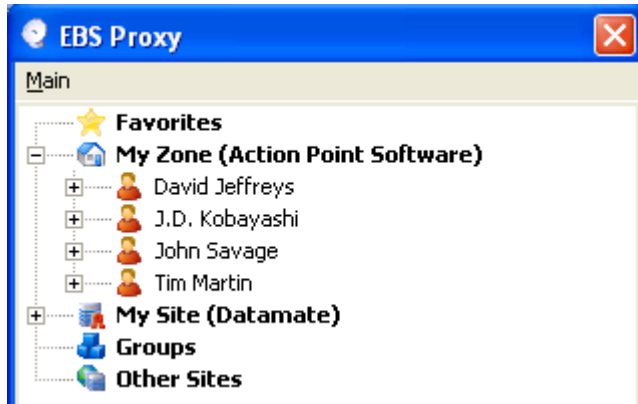 EBS Proxy
Main
Favorites
My Zone (Action Point Software)
David Jeffreys
J.D. Kobayashi
John Savage
Tim Martin
My Site (Datamate)
Groups
Other Sites